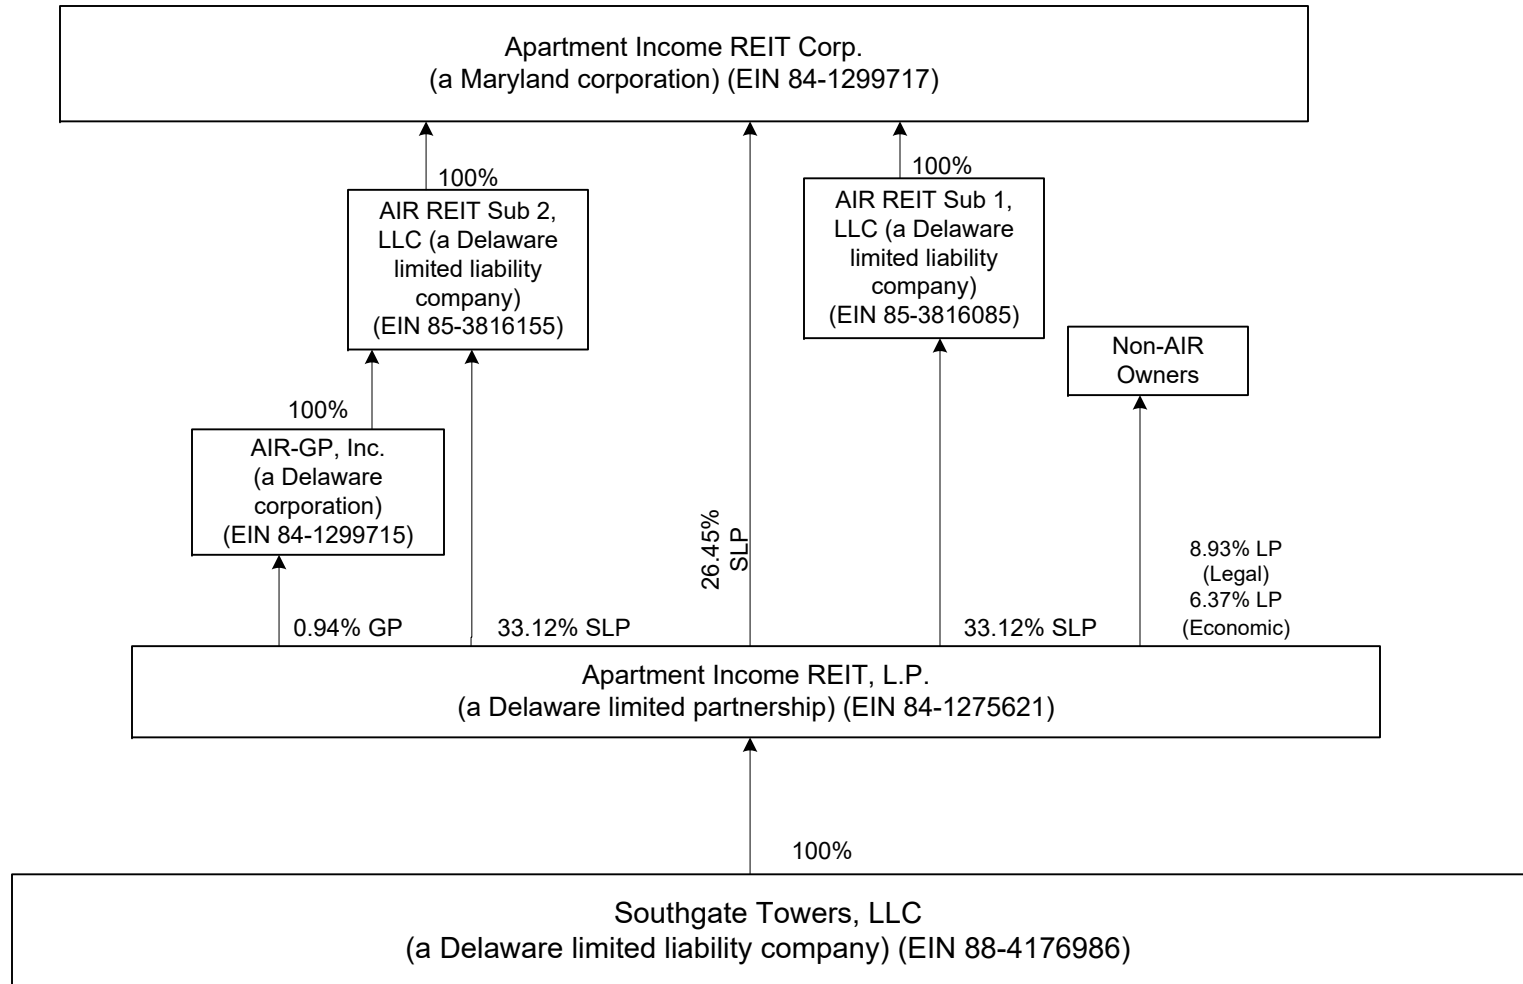 Apartment Income REIT Corp.
(a Maryland corporation) (EIN 84-1299717)
100%
AIR REIT Sub 2,
LLC (a Delaware
limited liability
company)
(EIN 85-3816155)
100%
AIR REIT Sub 1,
LLC (a Delaware
limited liability
company)
(EIN 85-3816085)
Non-AIR
Owners
100%
AIR-GP, Inc.
(a Delaware
corporation)
(EIN 84-1299715)
26.45%
SLP
8.93% LP
(Legal)
6.37% LP
(Economic)
0.94% GP
33.12% SLP
33.12% SLP
Apartment Income REIT, L.P.
(a Delaware limited partnership) (EIN 84-1275621)
100%
Southgate Towers, LLC
(a Delaware limited liability company) (EIN 88-4176986)